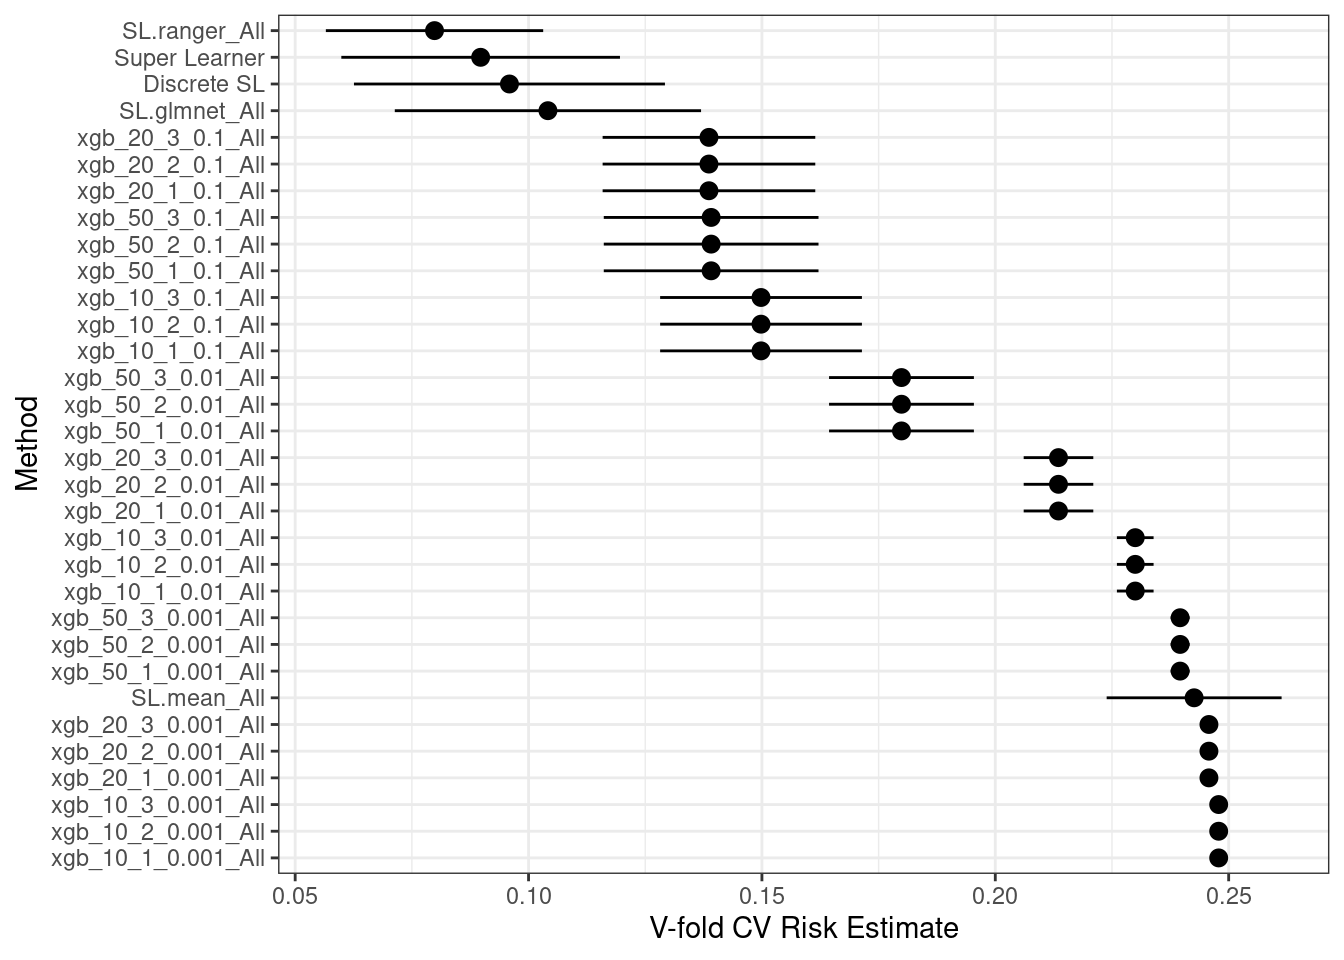 SL.ranger_All
Super Learner
Discrete SL
SL.glmnet_All
xgb_20_3_0.1_All
xgb_20_2_0.1_All
xgb_20_1_0.1_All
xgb_50_3_0.1_All
xgb_50_2_0.1_All
xgb_50_1_0.1_All
xgb_10_3_0.1_All
xgb_10_2_0.1_All
xgb_10_1_0.1_All
xgb_50_3_0.01_All
xgb_50_2_0.01_All
xgb_50_1_0.01_All
xgb_20_3_0.01_All
xgb_20_2_0.01_All
xgb_20_1_0.01_All
xgb_10_3_0.01_All
xgb_10_2_0.01_All
xgb_10_1_0.01_All
xgb_50_3_0.001_All
xgb_50_2_0.001_All
xgb_50_1_0.001_All
SL.mean_All
xgb_20_3_0.001_All
xgb_20_2_0.001_All
xgb_20_1_0.001_All
xgb_10_3_0.001_All
xgb_10_2_0.001_All
xgb_10_1_0.001_All
Method
0.05 0.10 0.15 0.20 0.25
V-fold CV Risk Estimate